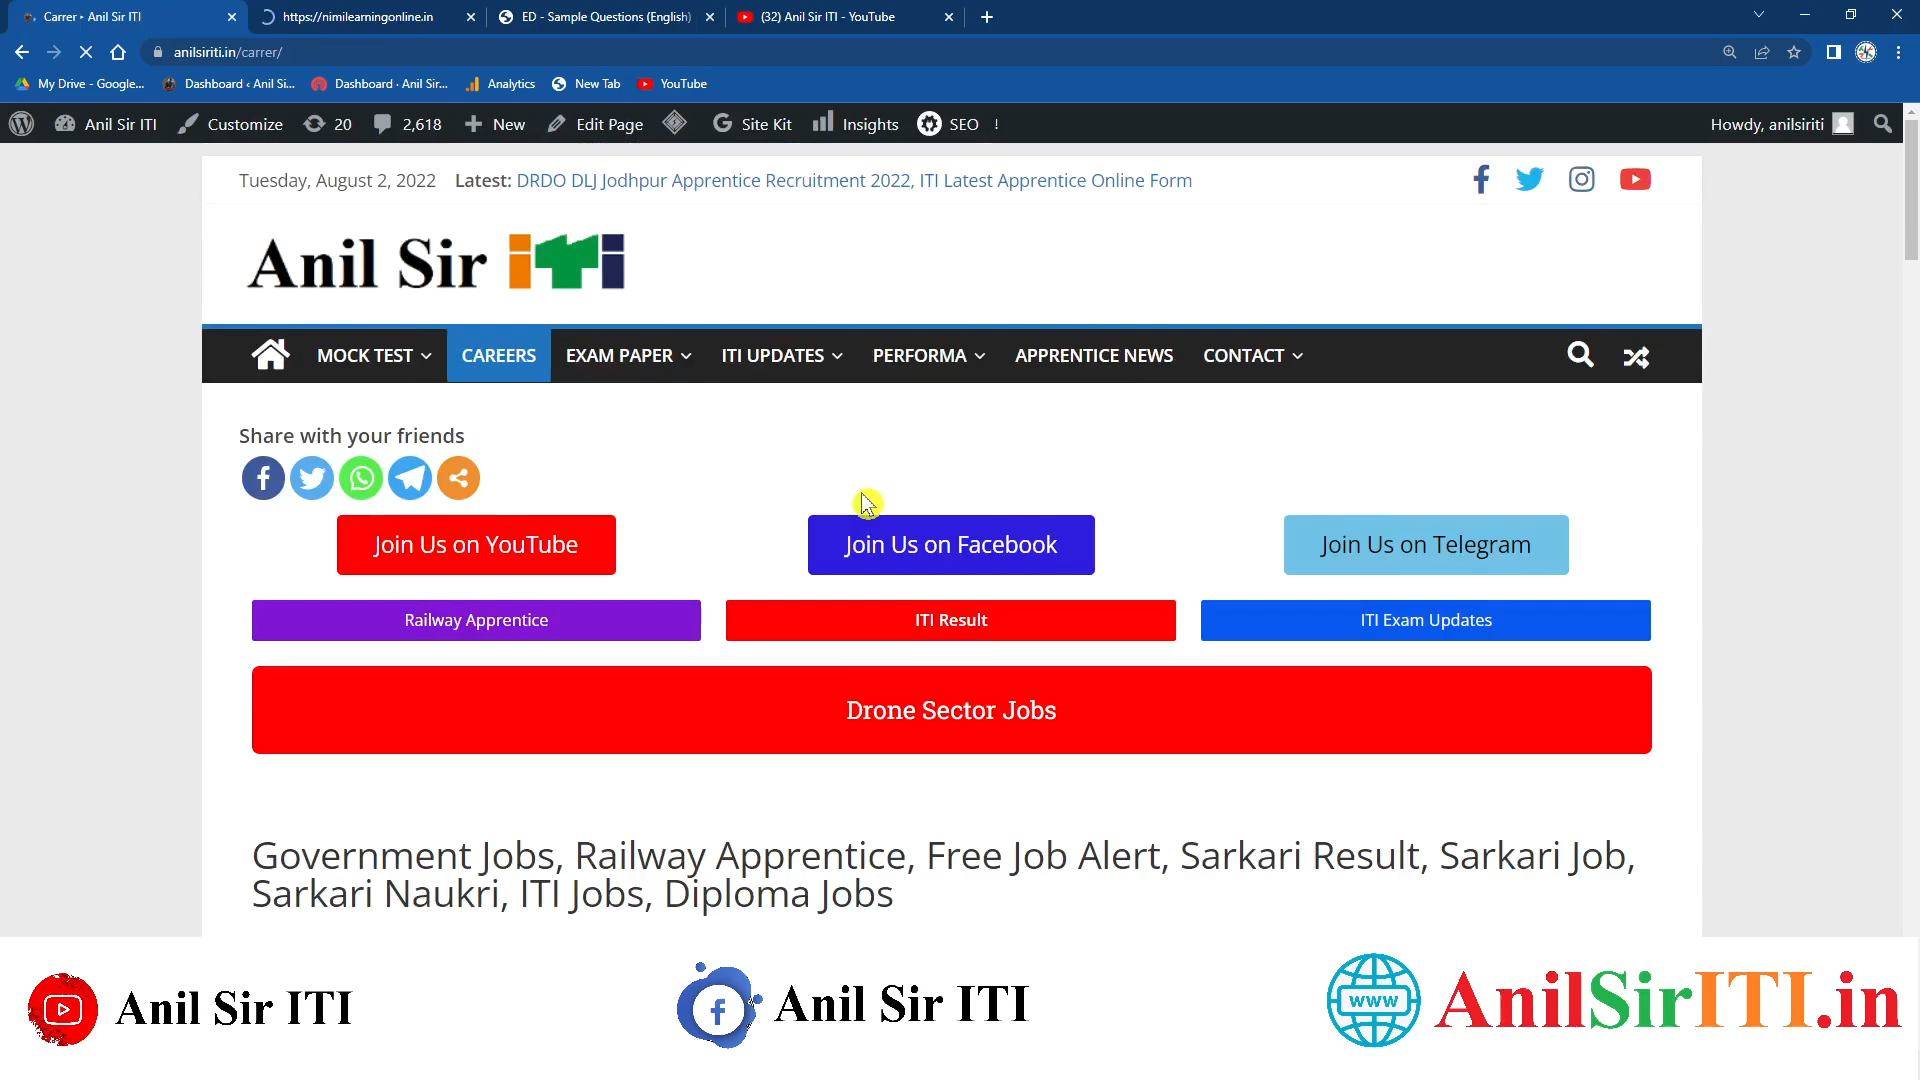 Carrer ▸ Anil Sir ITI
https://nimilearningonline.in
ED - Sample Questions (English)
(32) Anil Sir ITI - YouTube
anilsiriti.in/carrer/
My Drive - Google...
Dashboard ‹ Anil Si...
Dashboard · Anil Sir...
Analytics
New Tab
YouTube
Anil Sir ITI
Customize
20
2,618
New
Edit Page
Site Kit
Insights
SEO
!
Howdy, anilsiriti
Tuesday, August 2, 2022
Latest: DRDO DLJ Jodhpur Apprentice Recruitment 2022, ITI Latest Apprentice Online Form
Anil Sir iTi
MOCK TEST
CAREERS
EXAM PAPER
ITI UPDATES
PERFORMA
APPRENTICE NEWS
CONTACT
Share with your friends
Join Us on YouTube
Join Us on Facebook
Join Us on Telegram
Railway Apprentice
ITI Result
ITI Exam Updates
Drone Sector Jobs
Government Jobs, Railway Apprentice, Free Job Alert, Sarkari Result, Sarkari Job,
Sarkari Naukri, ITI Jobs, Diploma Jobs
Anil Sir ITI
Anil Sir ITI
www
AnilSirITI.in